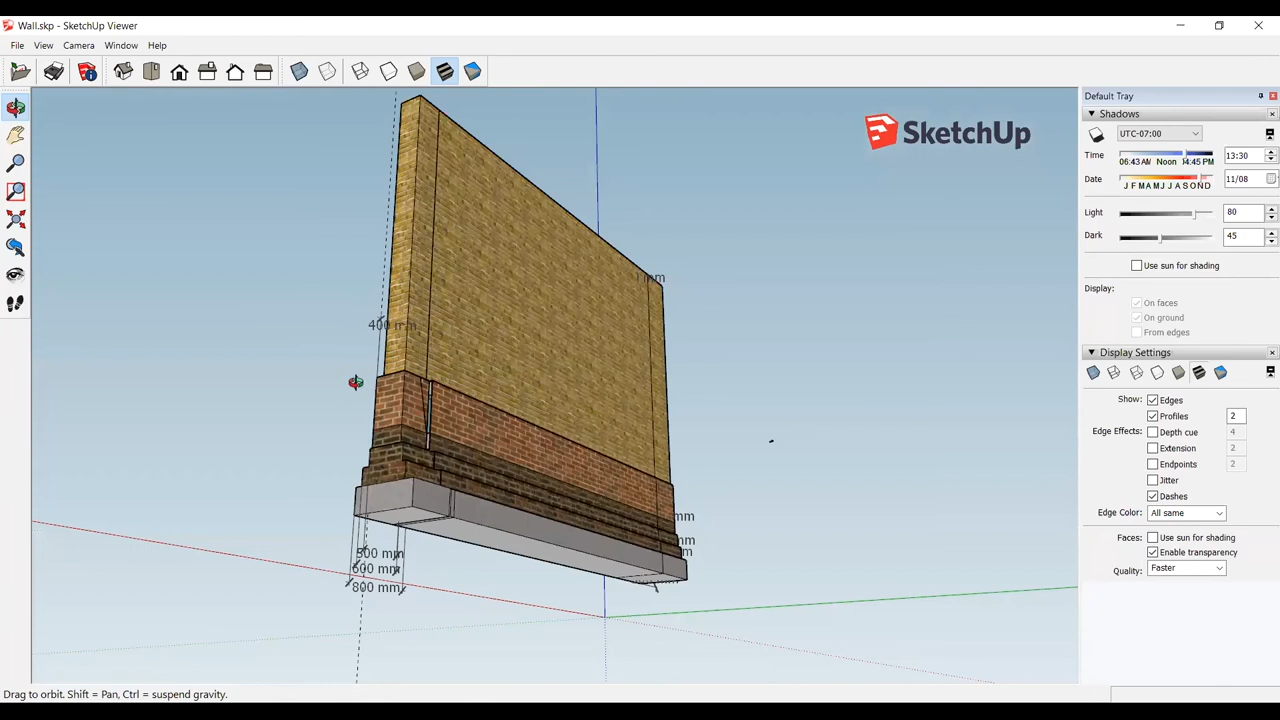 Wall.skp - SketchUp Viewer
File View Camera Window Help
SketchUp
400 mm
mm
mm
mm
500 mm
600 mm
800 mm
Default Tray
Shadows
UTC-07:00
Time
06:43 AM Noon 04:45 PM
13:30
Date
J F M A M J J A S O N D
11/08
Light
80
Dark
45
Use sun for shading
Display:
On faces
On ground
From edges
Display Settings
Show:
Edges
Profiles
2
Edge Effects:
Depth cue
4
Extension
2
Endpoints
2
Jitter
Dashes
Edge Color:
All same
Faces:
Use sun for shading
Enable transparency
Quality:
Faster
Drag to orbit. Shift = Pan, Ctrl = suspend gravity.